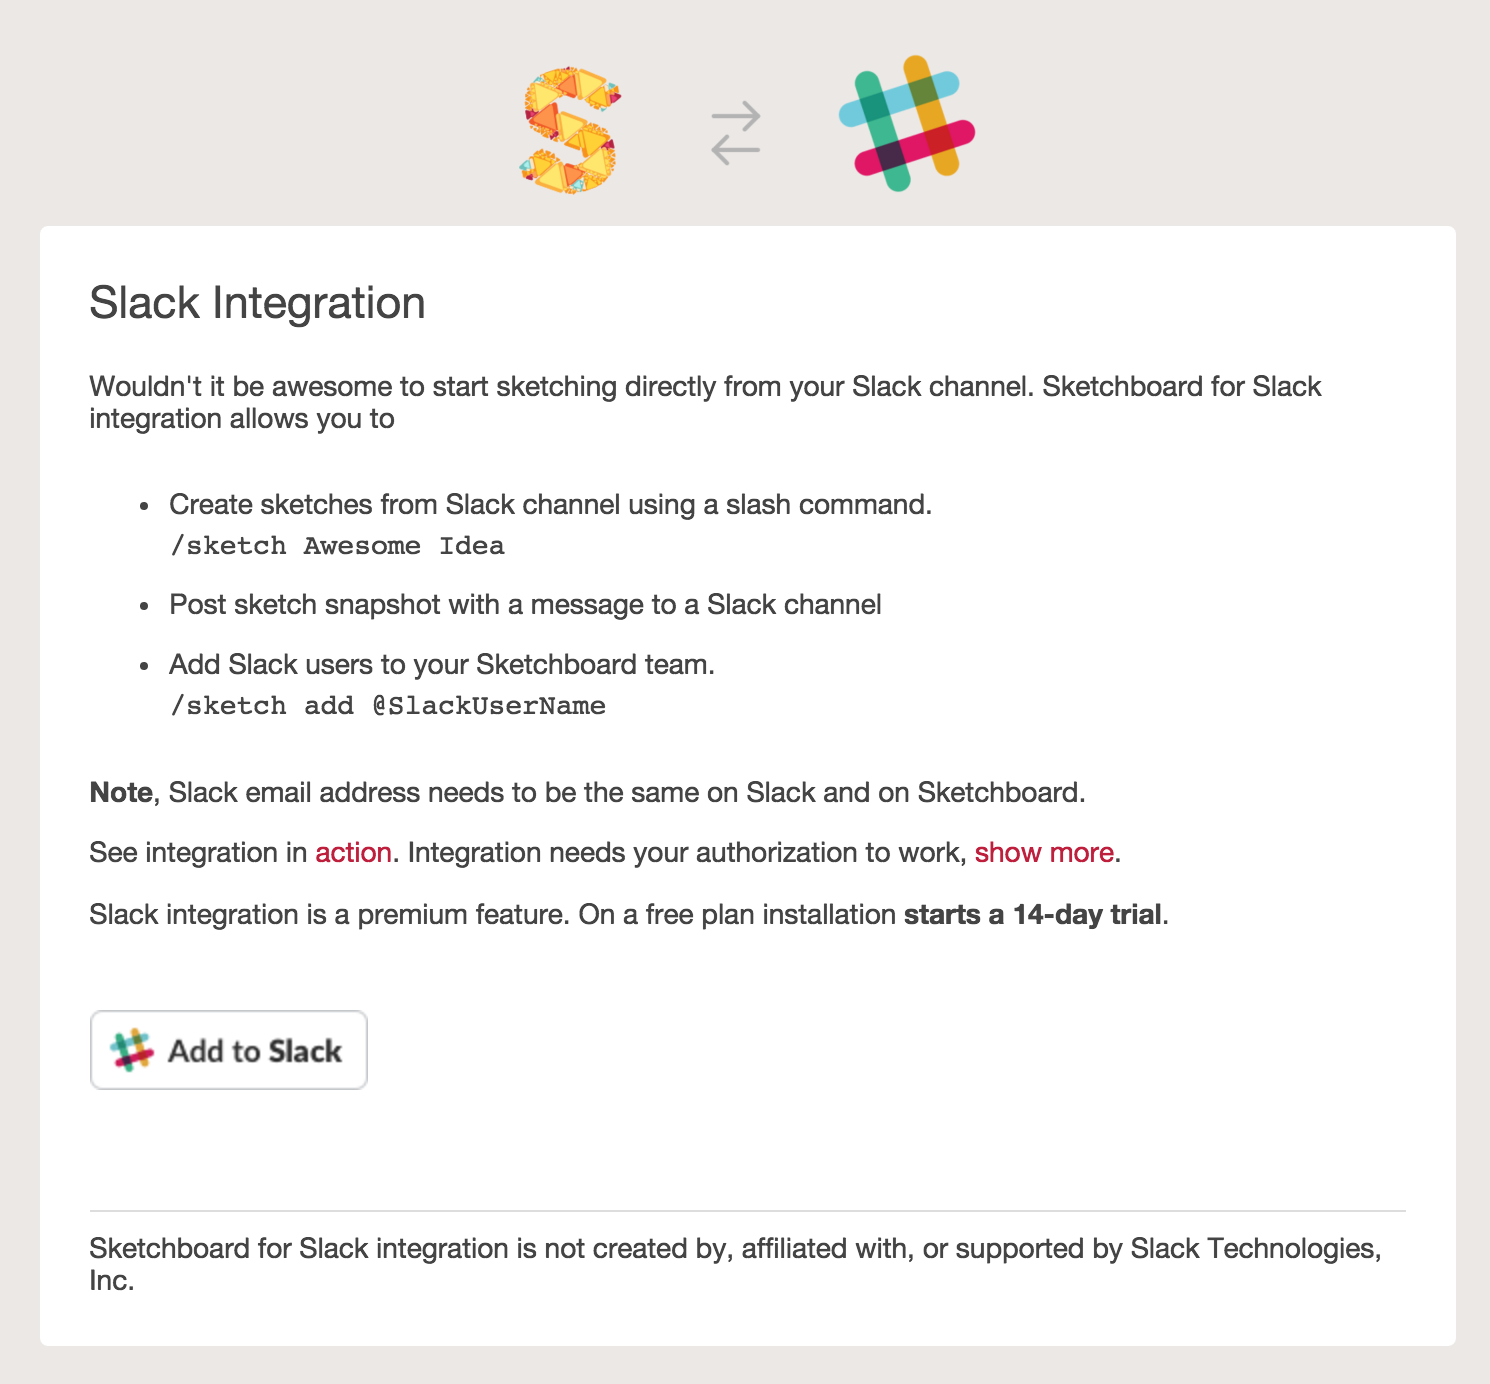 Slack Integration
Wouldn't it be awesome to start sketching directly from your Slack channel. Sketchboard for Slack
integration allows you to
• Create sketches from Slack channel using a slash command.
/sketch Awesome Idea
• Post sketch snapshot with a message to a Slack channel
• Add Slack users to your Sketchboard team.
/sketch add @SlackUserName
Note, Slack email address needs to be the same on Slack and on Sketchboard.
See integration in action. Integration needs your authorization to work, show more.
Slack integration is a premium feature. On a free plan installation starts a 14-day trial.
Add to Slack
Sketchboard for Slack integration is not created by, affiliated with, or supported by Slack Technologies,
Inc.